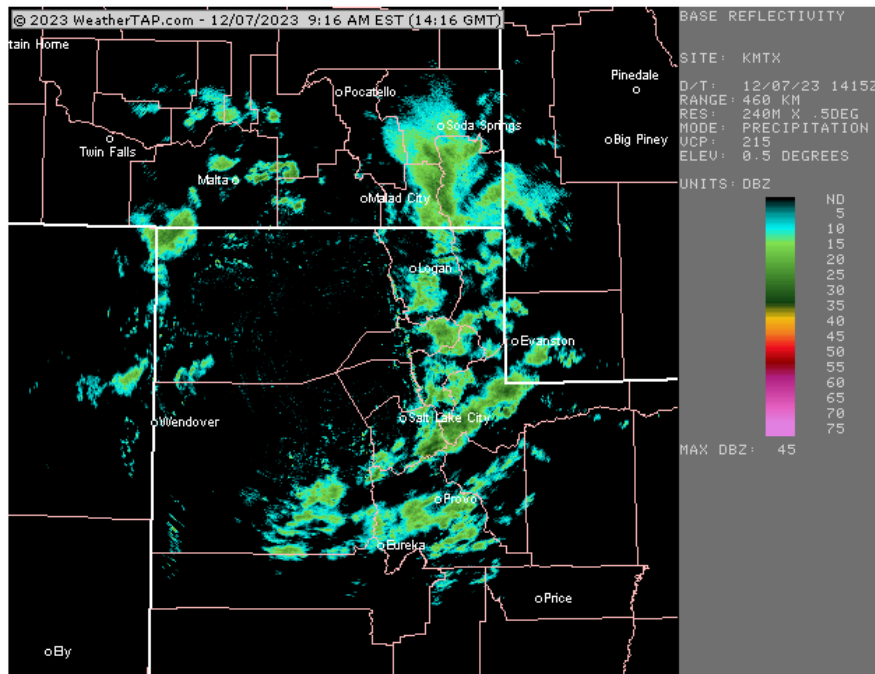 © 2023 WeatherTAP.com - 12/07/2023 9:16 AM EST (14:16 GMT)
tain Home
Pocatello
Pinedale
Soda Springs
Big Piney
Twin Falls
Malta
Malad City
Logan
Evanston
Salt Lake City
Wendover
Provo
Eureka
Price
Ely
BASE REFLECTIVITY
SITE: KMTX
D/T: 12/07/23 1415Z
RANGE: 460 KM
RES: 240M X .5DEG
MODE: PRECIPITATION
VCP: 215
ELEV: 0.5 DEGREES
UNITS: DBZ
ND
5
10
15
20
25
30
35
40
45
50
55
60
65
70
75
MAX DBZ: 45